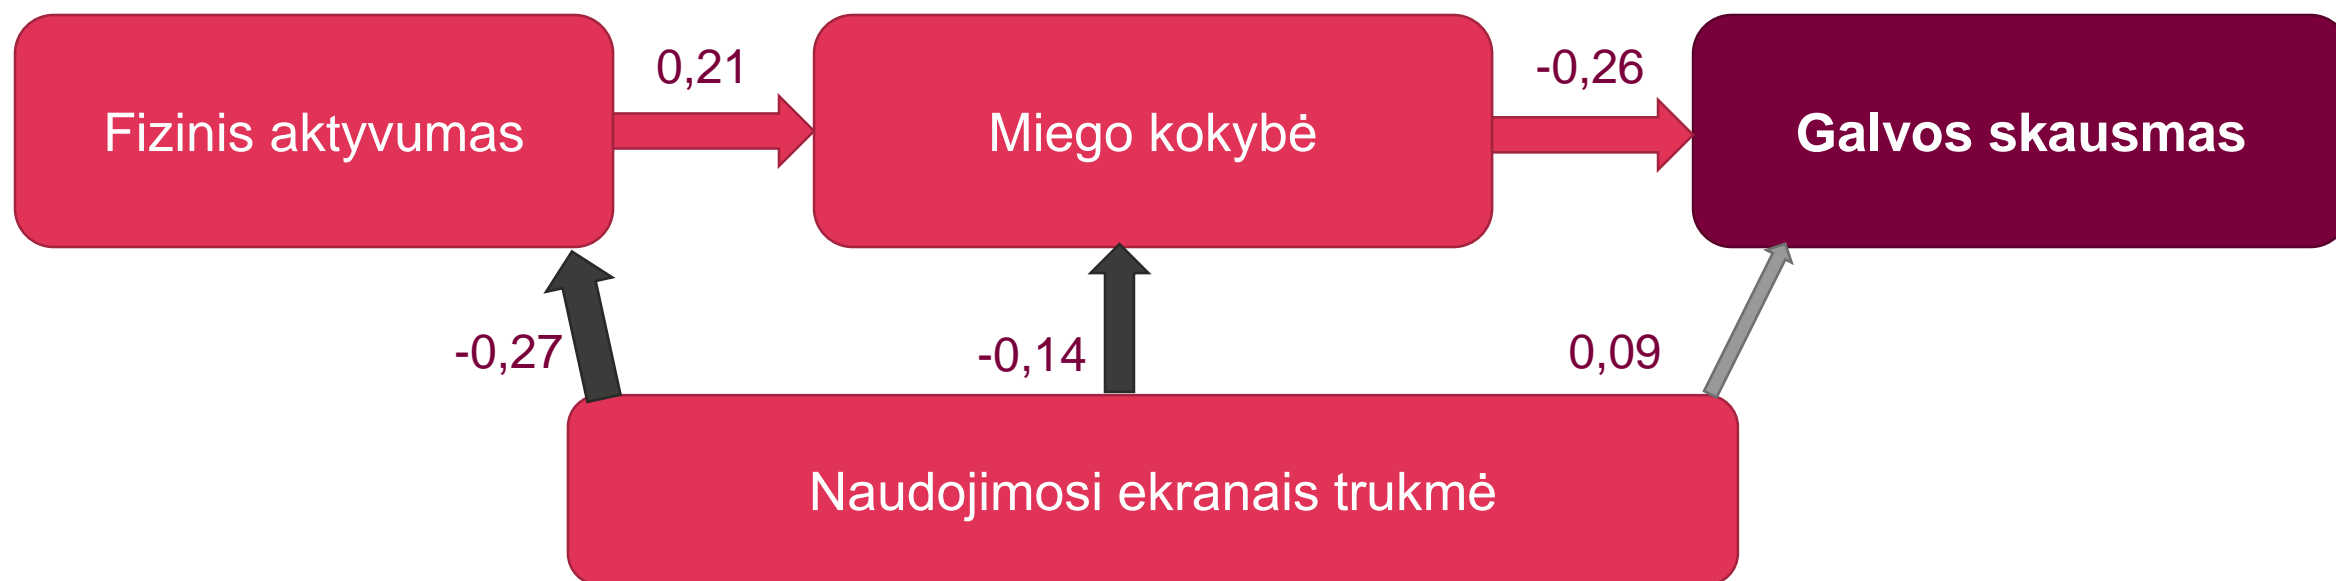 0,21
-0,26
Fizinis aktyvumas
Miego kokybė
Galvos skausmas
-0,27
-0,14
0,09
Naudojimosi ekranais trukmė